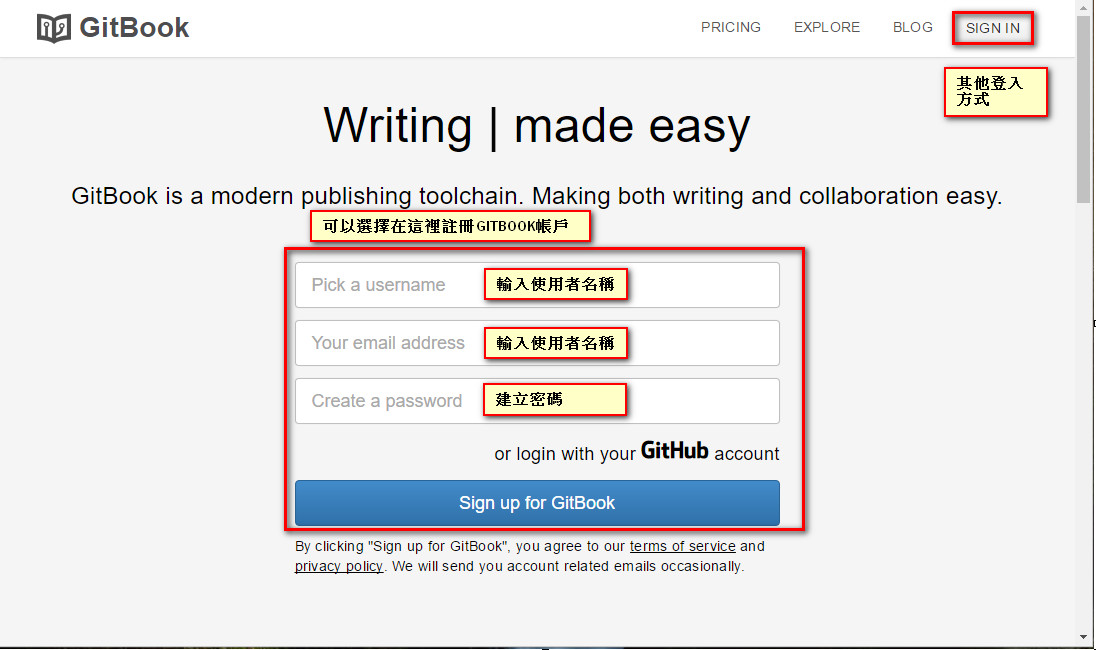 GitBook
PRICING EXPLORE BLOG SIGN IN
其他登入
方式
Writing | made easy
GitBook is a modern publishing toolchain. Making both writing and collaboration easy.
可以選擇在這裡註冊GITBOOK帳戶
Pick a username 輸入使用者名稱
Your email address 輸入使用者名稱
Create a password 建立密碼
or login with your GitHub account
Sign up for GitBook
By clicking "Sign up for GitBook", you agree to our terms of service and
privacy policy. We will send you account related emails occasionally.